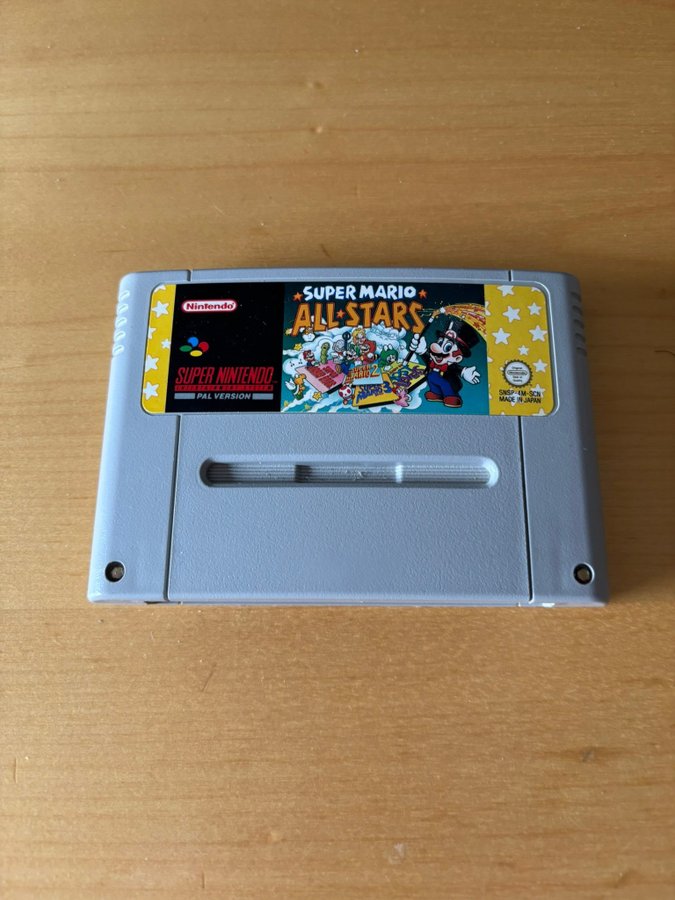 Nintendo
SUPER NINTENDO
ENTERTAINMENT SYSTEM
PAL VERSION
SUPER MARIO
ALL★STARS
SNSP-4M-SCN
MADE IN JAPAN